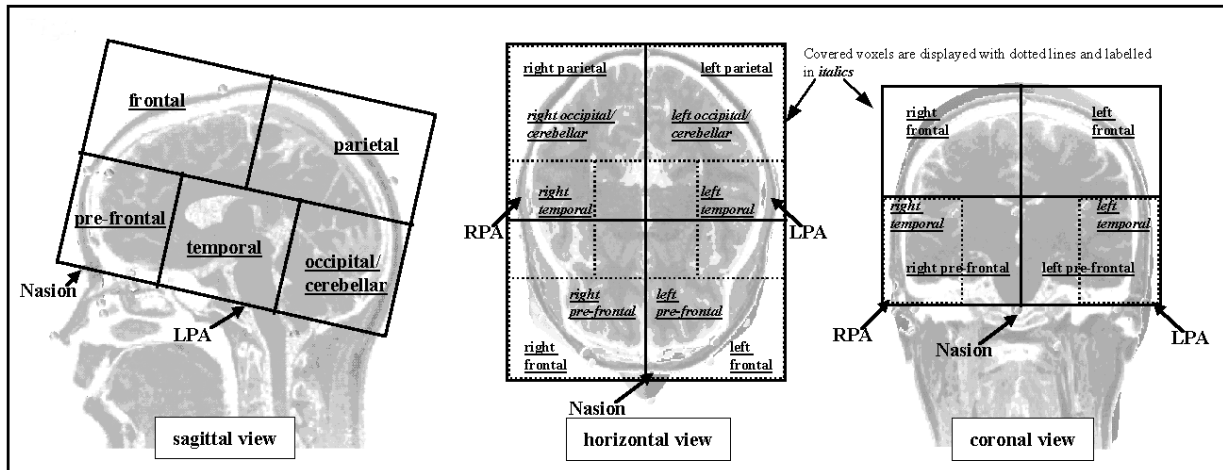 frontal
parietal
pre-frontal
temporal
occipital/
cerebellar
Nasion
LPA
sagittal view
right parietal
left parietal
right occipital/
cerebellar
left occipital/
cerebellar
right
temporal
left
temporal
RPA
LPA
right
pre-frontal
left
pre-frontal
right
frontal
left
frontal
Nasion
horizontal view
Covered voxels are displayed with dotted lines and labelled
in italics
right
frontal
left
frontal
right
temporal
left
temporal
right pre-frontal
left pre-frontal
RPA
Nasion
LPA
coronal view